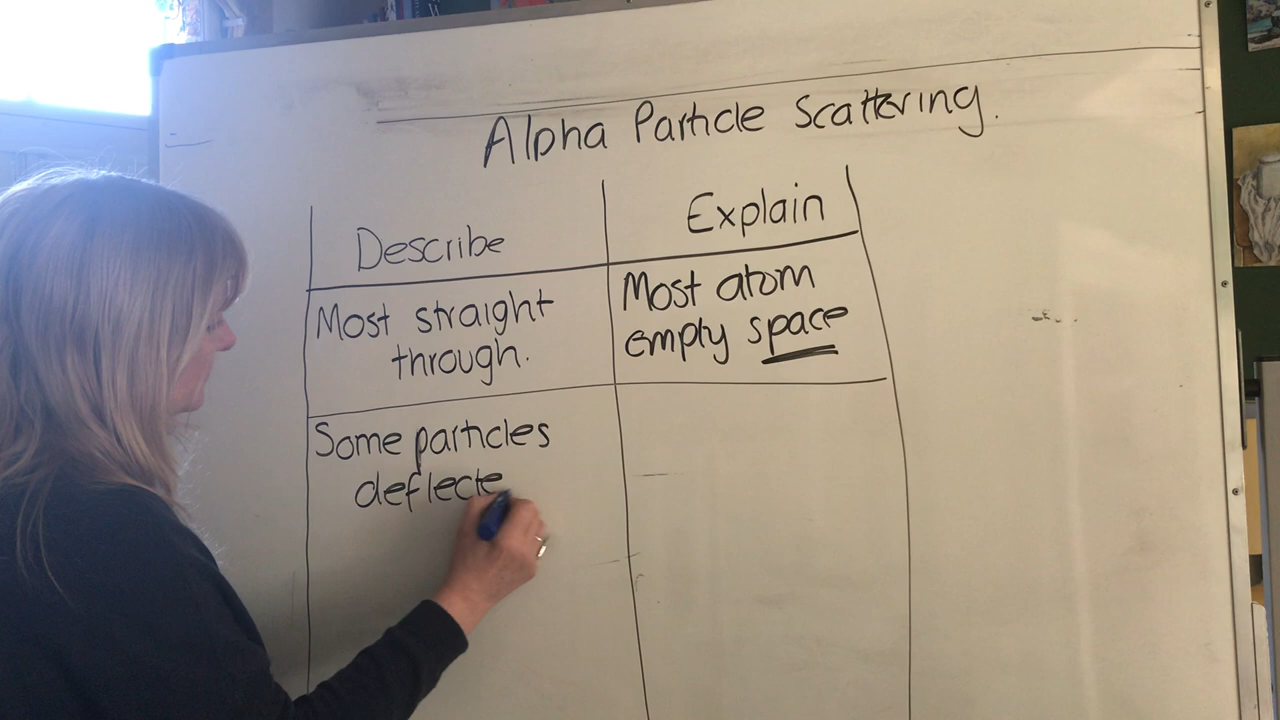 Alpha Particle Scattering.
Describe
Explain
Most straight
through.
Most atom
empty space
Some particles
deflecte